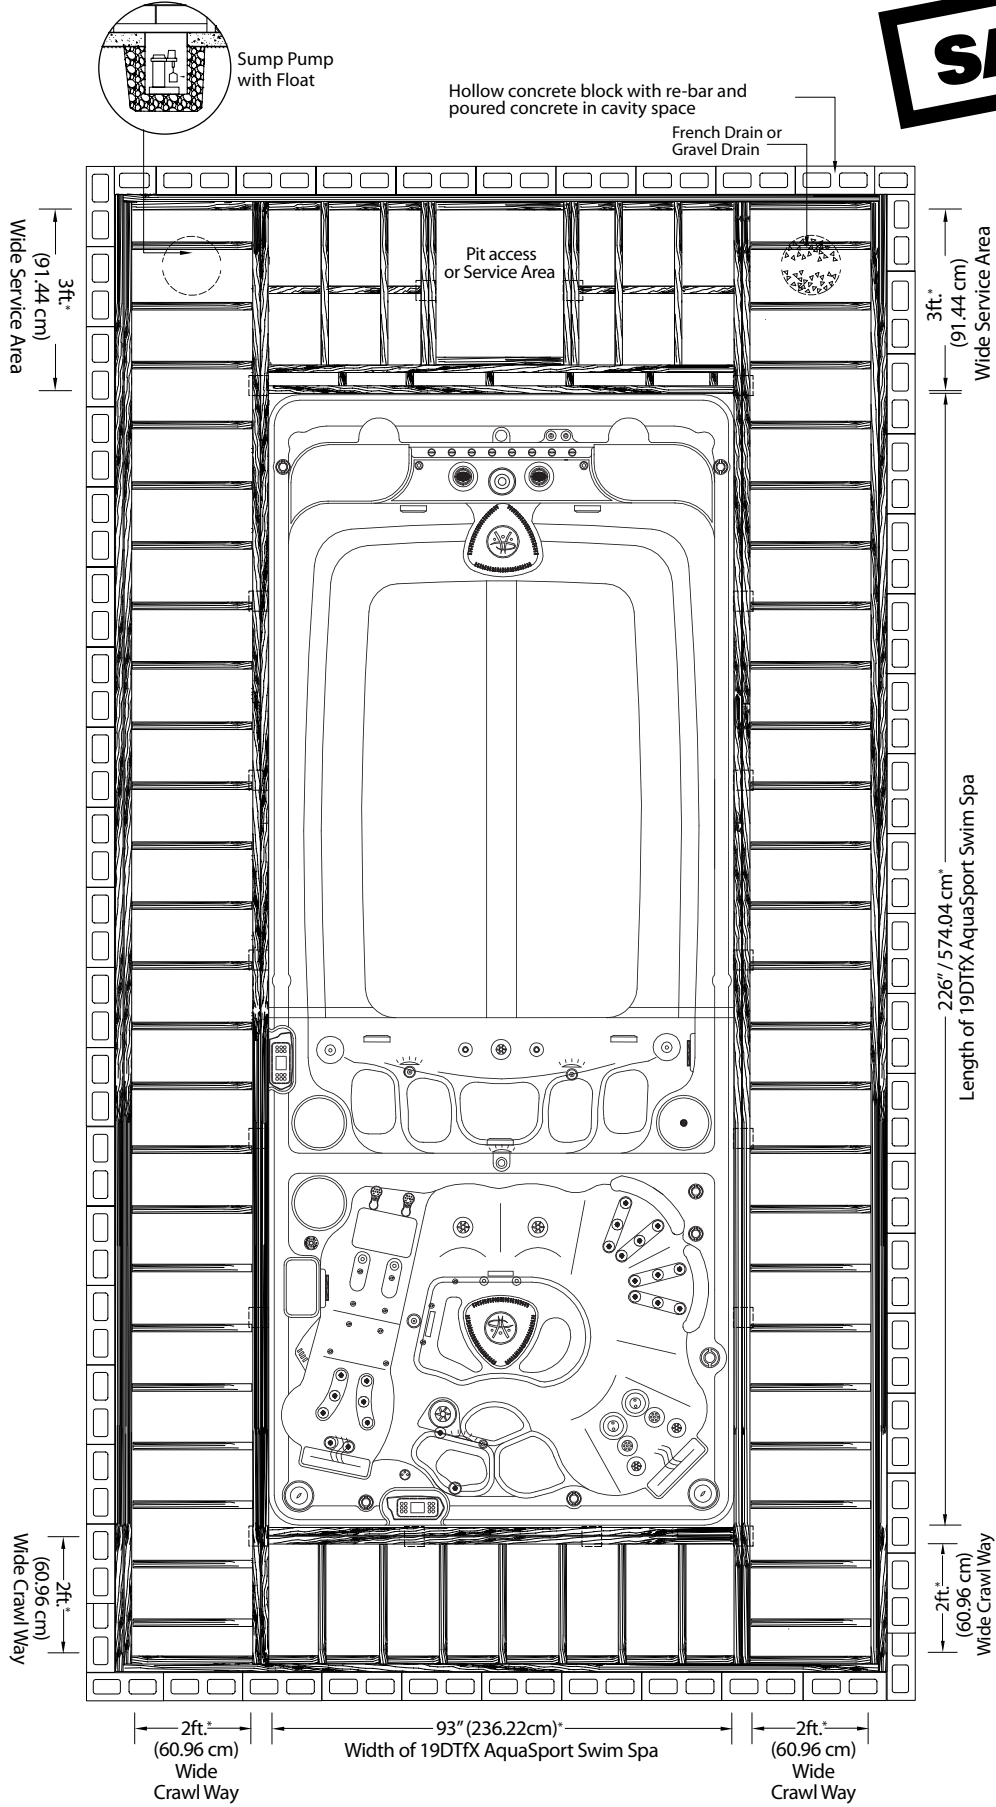 Sump Pump
with Float
Hollow concrete block with re-bar and
poured concrete in cavity space
French Drain or
Gravel Drain
Pit access
or Service Area
3ft.*
(91.44 cm)
Wide Service Area
3ft.*
(91.44 cm)
Wide Service Area
226" / 574.04 cm*
Length of 19DTfX AquaSport Swim Spa
2ft.*
(60.96 cm)
Wide Crawl Way
2ft.*
(60.96 cm)
Wide Crawl Way
2ft.*
(60.96 cm)
Wide
Crawl Way
93" (236.22cm)*
Width of 19DTfX AquaSport Swim Spa
2ft.*
(60.96 cm)
Wide
Crawl Way